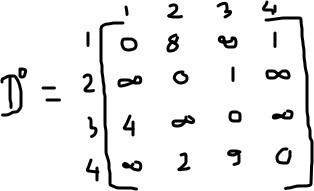 1 2 3 4
1 0 8 ∞ 1
D⁰ = 2 ∞ 0 1 ∞
3 4 ∞ 0 ∞
4 ∞ 2 9 0